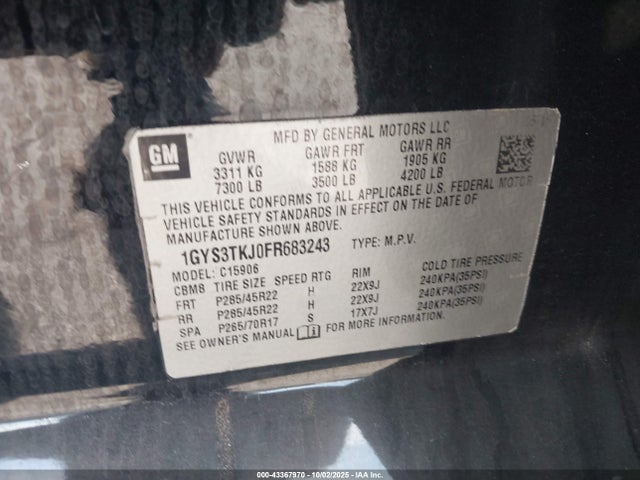 GM
MFD BY GENERAL MOTORS LLC
GVWR GAWR FRT GAWR RR
3311 KG 1588 KG 1905 KG
7300 LB 3500 LB 4200 LB
THIS VEHICLE CONFORMS TO ALL APPLICABLE U.S. FEDERAL MOTOR
VEHICLE SAFETY STANDARDS IN EFFECT ON THE DATE OF
MANUFACTURE SHOWN ABOVE.
1GYS3TKJ0FR683243 TYPE: M.P.V.
MODEL: C15906
CBM8 TIRE SIZE SPEED RTG RIM COLD TIRE PRESSURE
FRT P285/45R22 H 22X9J 240KPA(35PSI)
RR P285/45R22 H 22X9J 240KPA(35PSI)
SPA P265/70R17 S 17X7J 240KPA(35PSI)
SEE OWNER'S MANUAL FOR MORE INFORMATION.
000-43367970 - 10/02/2025 - IAA Inc.